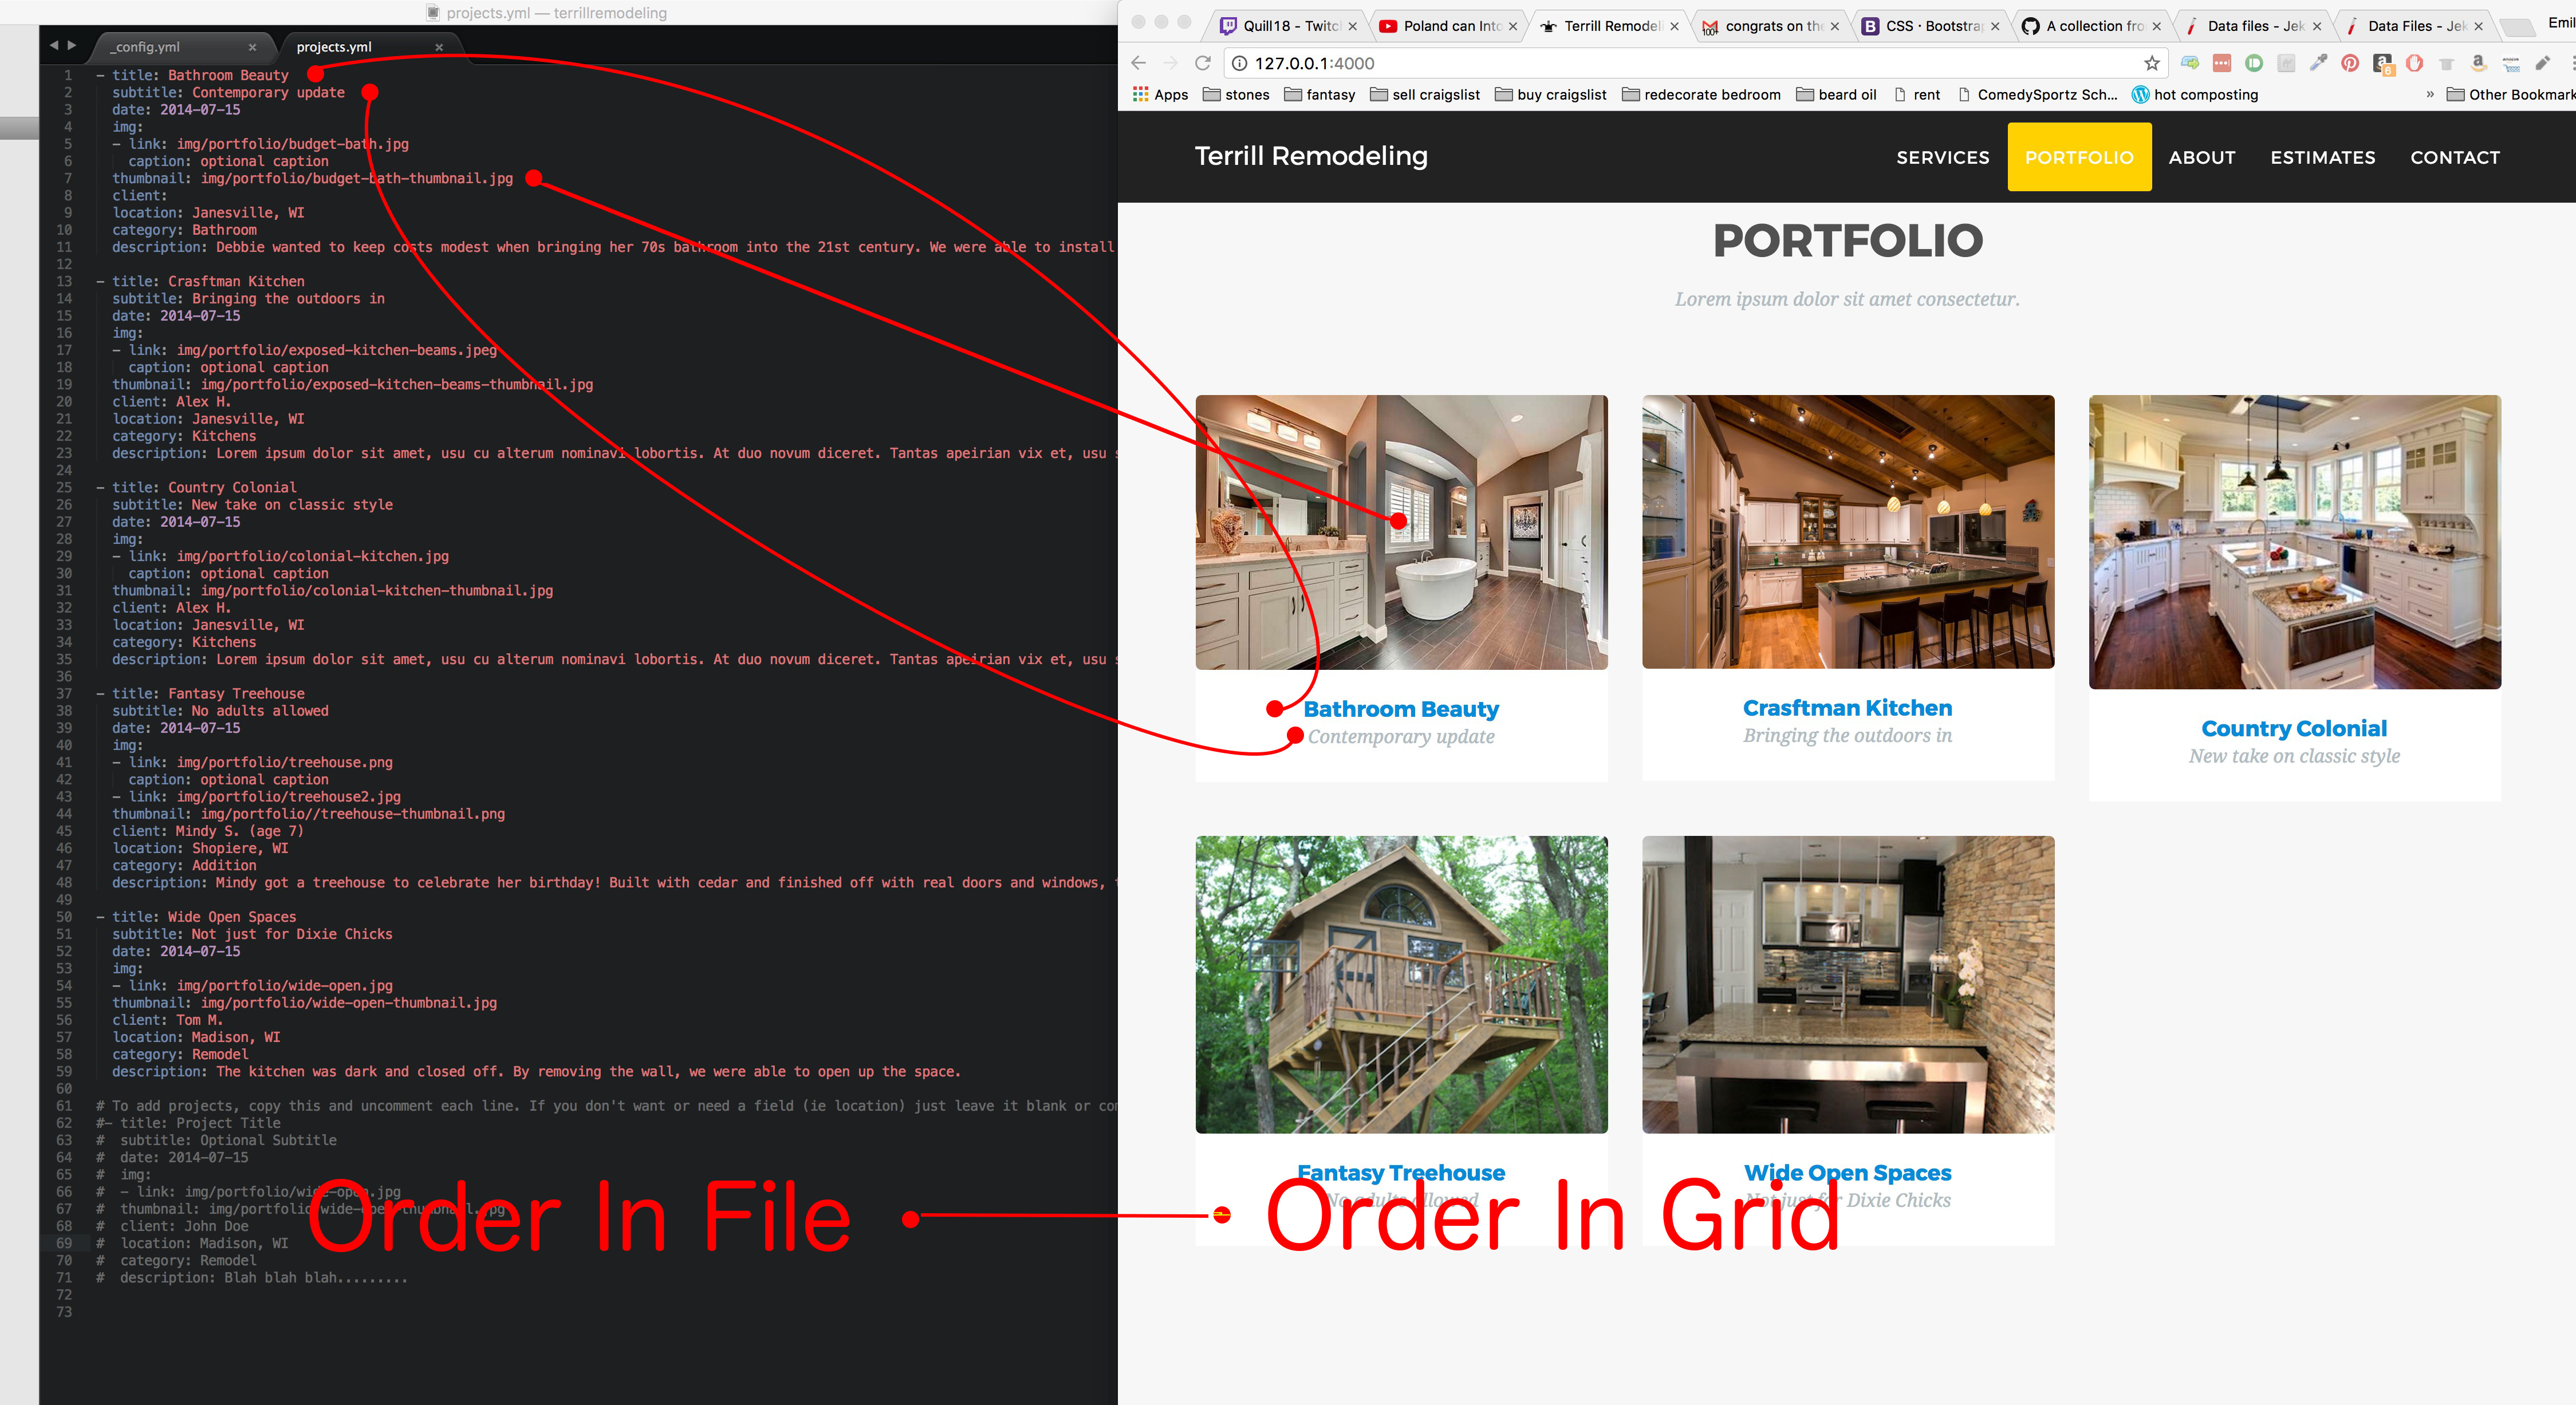 projects.yml — terrillremodeling
_config.yml
projects.yml
1 - title: Bathroom Beauty
2 subtitle: Contemporary update
3 date: 2014-07-15
4 img:
5 - link: img/portfolio/budget-bath.jpg
6 caption: optional caption
7 thumbnail: img/portfolio/budget-bath-thumbnail.jpg
8 client:
9 location: Janesville, WI
10 category: Bathroom
11 description: Debbie wanted to keep costs modest when bringing her 70s bathroom into the 21st century. We were able to install
12
13 - title: Crasftman Kitchen
14 subtitle: Bringing the outdoors in
15 date: 2014-07-15
16 img:
17 - link: img/portfolio/exposed-kitchen-beams.jpeg
18 caption: optional caption
19 thumbnail: img/portfolio/exposed-kitchen-beams-thumbnail.jpg
20 client: Alex H.
21 location: Janesville, WI
22 category: Kitchens
23 description: Lorem ipsum dolor sit amet, usu cu alterum nominavi lobortis. At duo novum diceret. Tantas apeirian vix et, usu s
24
25 - title: Country Colonial
26 subtitle: New take on classic style
27 date: 2014-07-15
28 img:
29 - link: img/portfolio/colonial-kitchen.jpg
30 caption: optional caption
31 thumbnail: img/portfolio/colonial-kitchen-thumbnail.jpg
32 client: Alex H.
33 location: Janesville, WI
34 category: Kitchens
35 description: Lorem ipsum dolor sit amet, usu cu alterum nominavi lobortis. At duo novum diceret. Tantas apeirian vix et, usu s
36
37 - title: Fantasy Treehouse
38 subtitle: No adults allowed
39 date: 2014-07-15
40 img:
41 - link: img/portfolio/treehouse.png
42 caption: optional caption
43 - link: img/portfolio/treehouse2.jpg
44 thumbnail: img/portfolio//treehouse-thumbnail.png
45 client: Mindy S. (age 7)
46 location: Shopiere, WI
47 category: Addition
48 description: Mindy got a treehouse to celebrate her birthday! Built with cedar and finished off with real doors and windows,
49
50 - title: Wide Open Spaces
51 subtitle: Not just for Dixie Chicks
52 date: 2014-07-15
53 img:
54 - link: img/portfolio/wide-open.jpg
55 thumbnail: img/portfolio/wide-open-thumbnail.jpg
56 client: Tom M.
57 location: Madison, WI
58 category: Remodel
59 description: The kitchen was dark and closed off. By removing the wall, we were able to open up the space.
60
61 # To add projects, copy this and uncomment each line. If you don't want or need a field (ie location) just leave it blank or co
62 #- title: Project Title
63 # subtitle: Optional Subtitle
64 # date: 2014-07-15
65 # img:
66 # - link: img/portfolio/wide-open.jpg
67 # thumbnail: img/portfolio/wide-open-thumbnail.jpg
68 # client: John Doe
69 # location: Madison, WI
70 # category: Remodel
71 # description: Blah blah blah.........
72
73
Order In File
Quill18 - Twitc
Poland can Into
Terrill Remodeli
congrats on the
CSS · Bootstrap
A collection fro
Data files - Jek
Data Files - Jek
Emil
127.0.0.1:4000
Apps stones fantasy sell craigslist buy craigslist redecorate bedroom beard oil rent ComedySportz Sch... hot composting » Other Bookmark
Terrill Remodeling
SERVICES PORTFOLIO ABOUT ESTIMATES CONTACT
PORTFOLIO
Lorem ipsum dolor sit amet consectetur.
Bathroom Beauty
Contemporary update
Crasftman Kitchen
Bringing the outdoors in
Country Colonial
New take on classic style
Fantasy Treehouse
No adults allowed
Wide Open Spaces
Not just for Dixie Chicks
Order In Grid